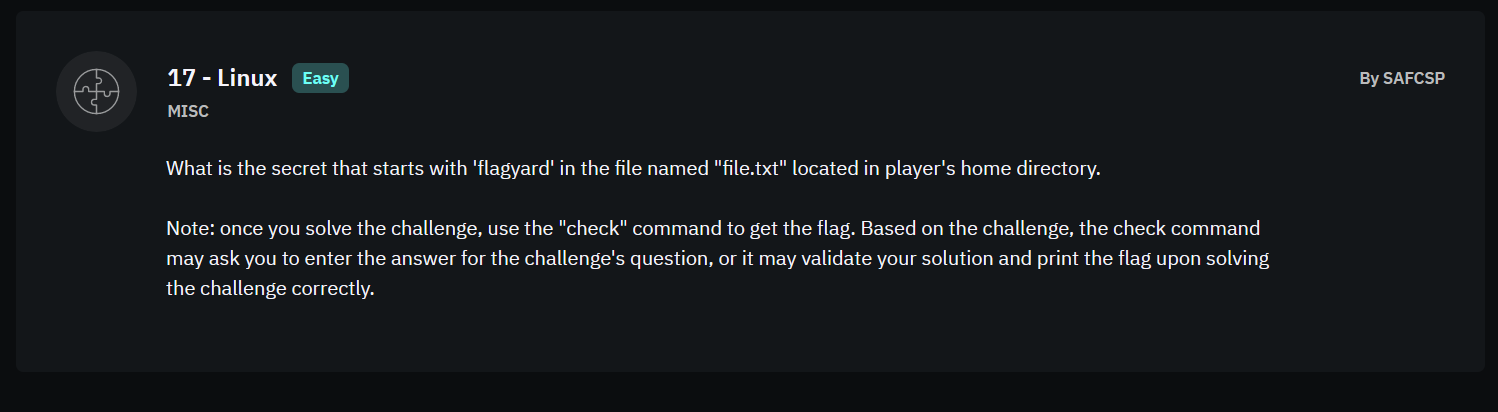 17 - Linux Easy
By SAFCSP
MISC
What is the secret that starts with 'flagyard' in the file named "file.txt" located in player's home directory.
Note: once you solve the challenge, use the "check" command to get the flag. Based on the challenge, the check command
may ask you to enter the answer for the challenge's question, or it may validate your solution and print the flag upon solving
the challenge correctly.